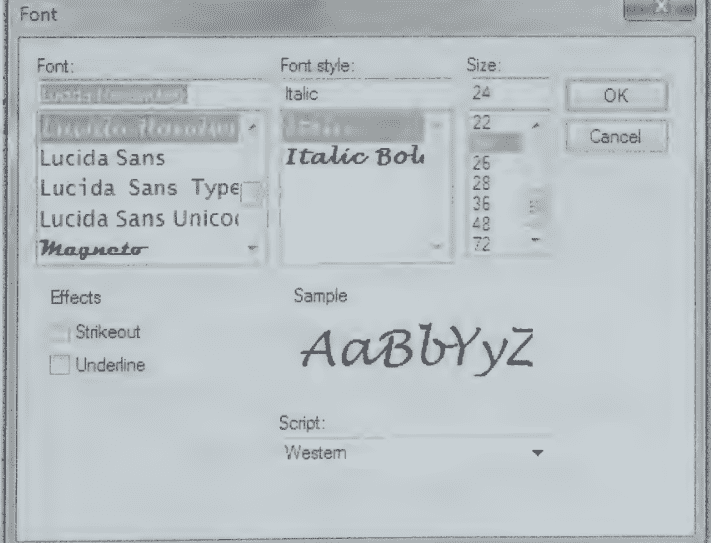 Font
Font: Font style: Size:
Italic 24
OK
22
Cancel
Lucida Sans
Italic Bol
26
Lucida Sans Type
28
Lucida Sans Unico
36
48
Magneto
72
Effects
Sample
Strikeout
AaBbYyZ
Underline
Script:
Western